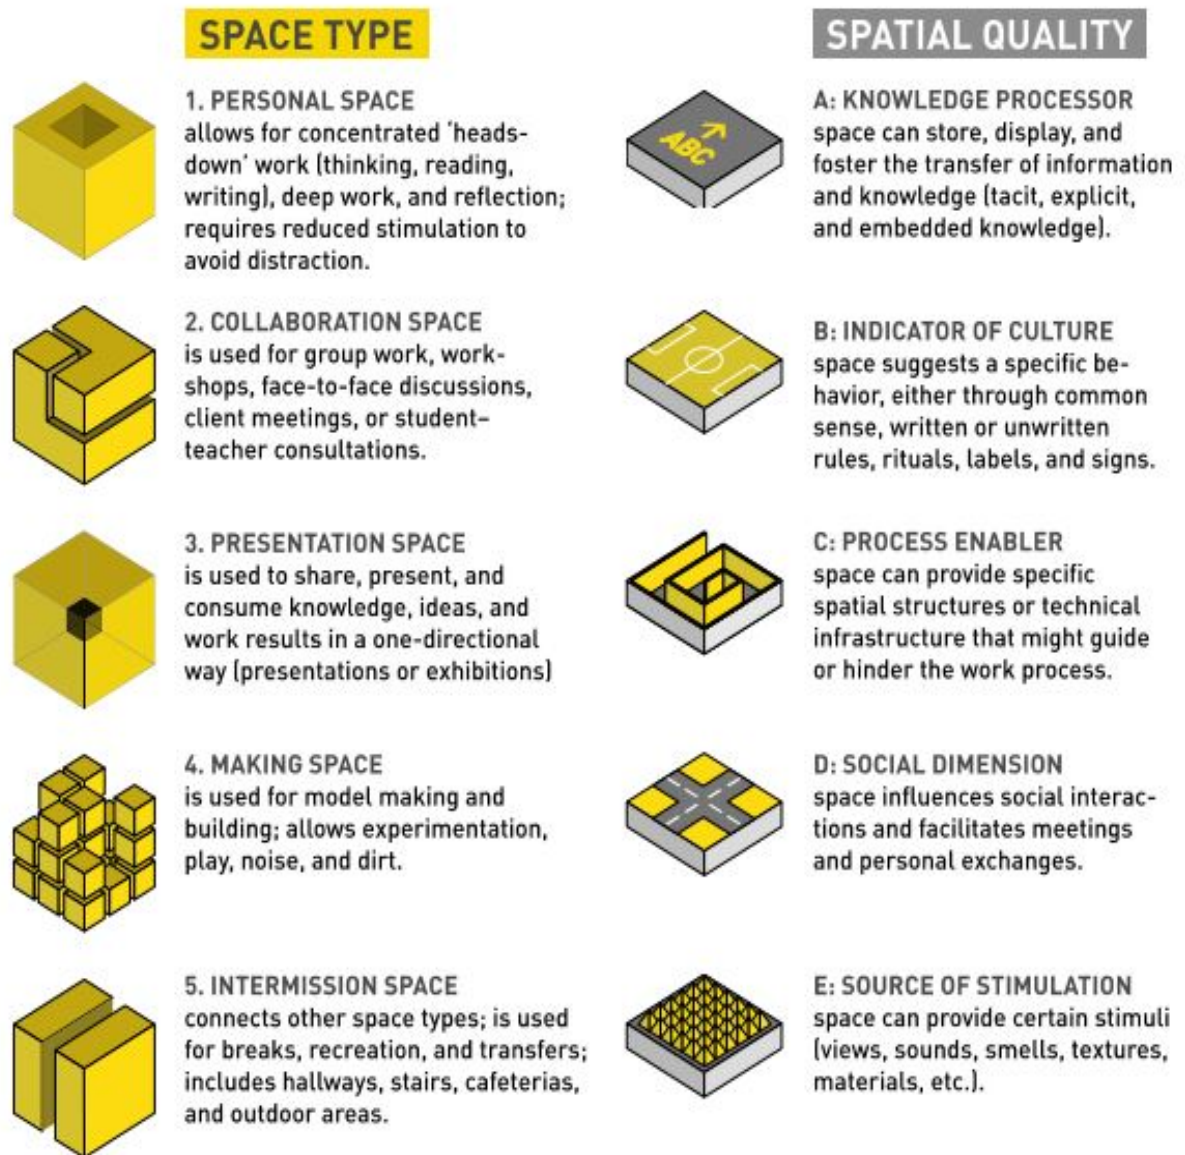 SPACE TYPE
1. PERSONAL SPACE
allows for concentrated ‘heads-
down’ work (thinking, reading,
writing), deep work, and reflection;
requires reduced stimulation to
avoid distraction.
2. COLLABORATION SPACE
is used for group work, work-
shops, face-to-face discussions,
client meetings, or student–
teacher consultations.
3. PRESENTATION SPACE
is used to share, present, and
consume knowledge, ideas, and
work results in a one-directional
way (presentations or exhibitions)
4. MAKING SPACE
is used for model making and
building; allows experimentation,
play, noise, and dirt.
5. INTERMISSION SPACE
connects other space types; is used
for breaks, recreation, and transfers;
includes hallways, stairs, cafeterias,
and outdoor areas.
SPATIAL QUALITY
ABC
A: KNOWLEDGE PROCESSOR
space can store, display, and
foster the transfer of information
and knowledge (tacit, explicit,
and embedded knowledge).
B: INDICATOR OF CULTURE
space suggests a specific be-
havior, either through common
sense, written or unwritten
rules, rituals, labels, and signs.
C: PROCESS ENABLER
space can provide specific
spatial structures or technical
infrastructure that might guide
or hinder the work process.
D: SOCIAL DIMENSION
space influences social interac-
tions and facilitates meetings
and personal exchanges.
E: SOURCE OF STIMULATION
space can provide certain stimuli
(views, sounds, smells, textures,
materials, etc.).